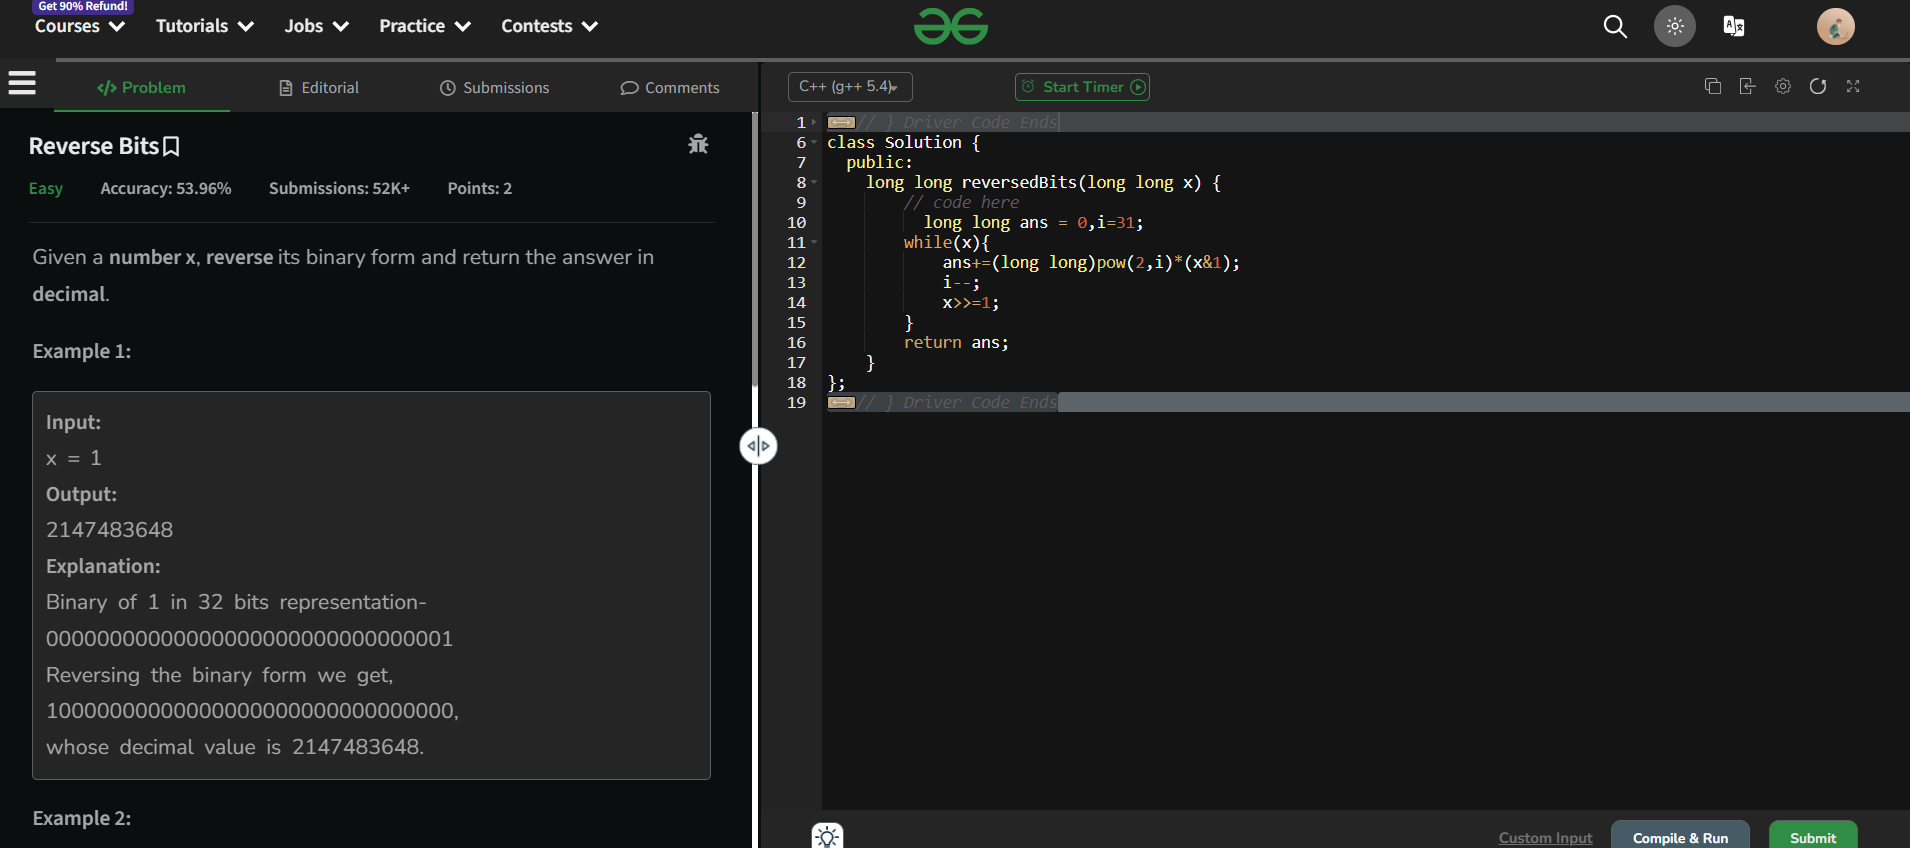 Get 90% Refund!
Courses Tutorials Jobs Practice Contests
</> Problem Editorial Submissions Comments
C++ (g++ 5.4) Start Timer
Reverse Bits
Easy Accuracy: 53.96% Submissions: 52K+ Points: 2
Given a number x, reverse its binary form and return the answer in
decimal.
Example 1:
Input:
x = 1
Output:
2147483648
Explanation:
Binary of 1 in 32 bits representation-
00000000000000000000000000000001
Reversing the binary form we get,
10000000000000000000000000000000,
whose decimal value is 2147483648.
Example 2:
1 // } Driver Code Ends
6 class Solution {
7 public:
8 long long reversedBits(long long x) {
9 // code here
10 long long ans = 0,i=31;
11 while(x){
12 ans+=(long long)pow(2,i)*(x&1);
13 i--;
14 x>>=1;
15 }
16 return ans;
17 }
18 };
19 // } Driver Code Ends
Custom Input Compile & Run Submit